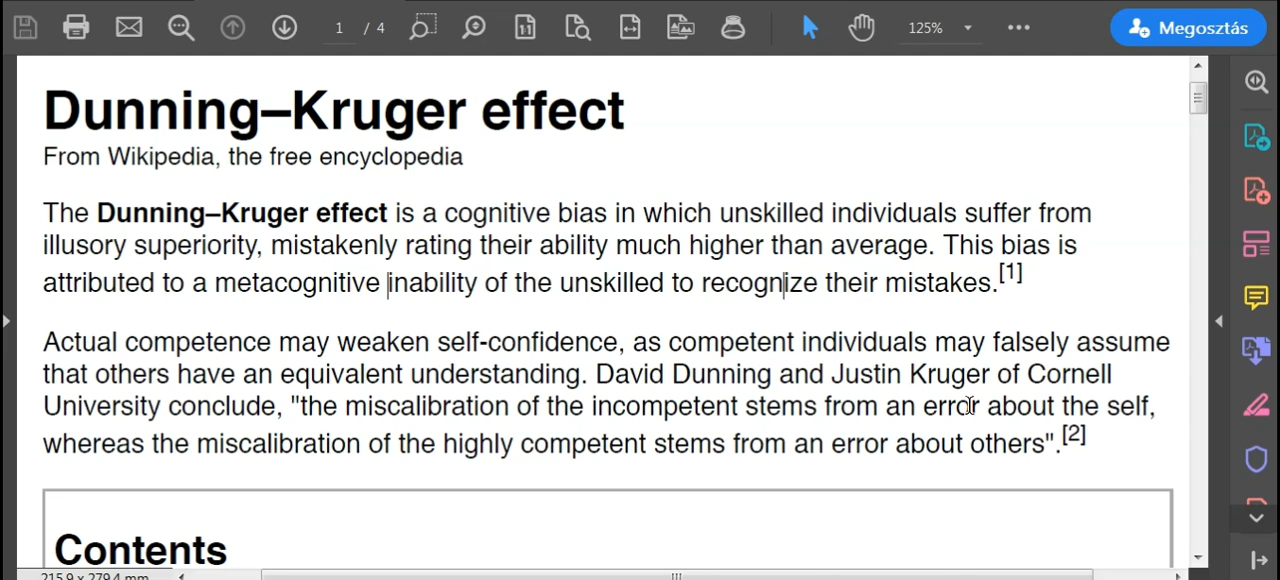 1 / 4 125% Megosztás
Dunning–Kruger effect
From Wikipedia, the free encyclopedia
The Dunning–Kruger effect is a cognitive bias in which unskilled individuals suffer from
illusory superiority, mistakenly rating their ability much higher than average. This bias is
attributed to a metacognitive inability of the unskilled to recognize their mistakes.[1]
Actual competence may weaken self-confidence, as competent individuals may falsely assume
that others have an equivalent understanding. David Dunning and Justin Kruger of Cornell
University conclude, "the miscalibration of the incompetent stems from an error about the self,
whereas the miscalibration of the highly competent stems from an error about others".[2]
Contents
215,9 x 279,4 mm